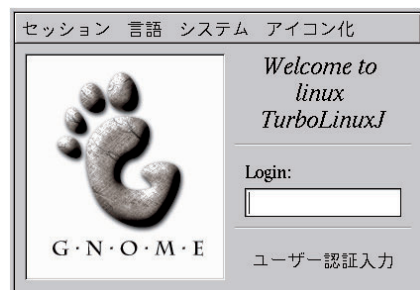 セッション 言語 システム アイコン化
Welcome to
linux
TurboLinuxJ
Login:
G·N·O·M·E
ユーザー認証入力